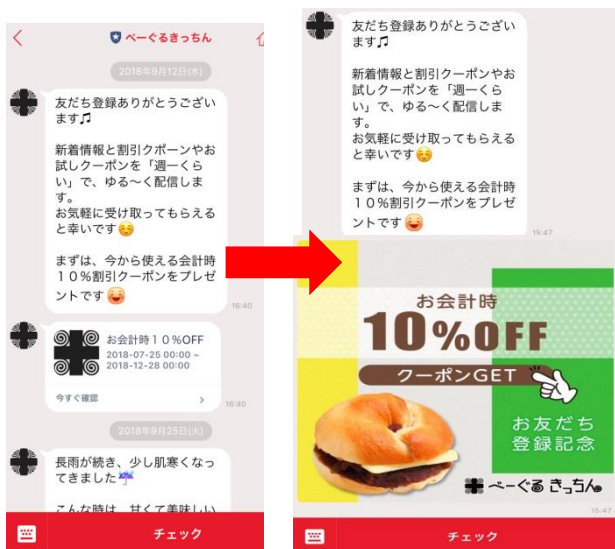 べーぐるきっちん
2018年9月12日(水)
友だち登録ありがとうござい
ます♫
新着情報と割引クポーンやお
試しクーポンを「週一くら
い」で、ゆる〜く配信しま
す。
お気軽に受け取ってもらえる
と幸いです😊
まずは、今から使える会計時
１０％割引クーポンをプレゼ
ントです😆
16:40
お会計時１０％OFF
2018-07-25 00:00 ~
2018-12-28 00:00
今すぐ確認
16:40
2018年9月25日(火)
長雨が続き、少し肌寒くなっ
てきました☔
こんな時は、甘くて美味しい
チェック
友だち登録ありがとうござい
ます♫
新着情報と割引クーポンやお
試しクーポンを「週一くら
い」で、ゆる〜く配信しま
す。
お気軽に受け取ってもらえる
と幸いです😊
まずは、今から使える会計時
１０％割引クーポンをプレゼ
ントです😆
15:47
お会計時
10%OFF
クーポンGET
お友だち
登録記念
べーぐる きっちん
15:47
チェック